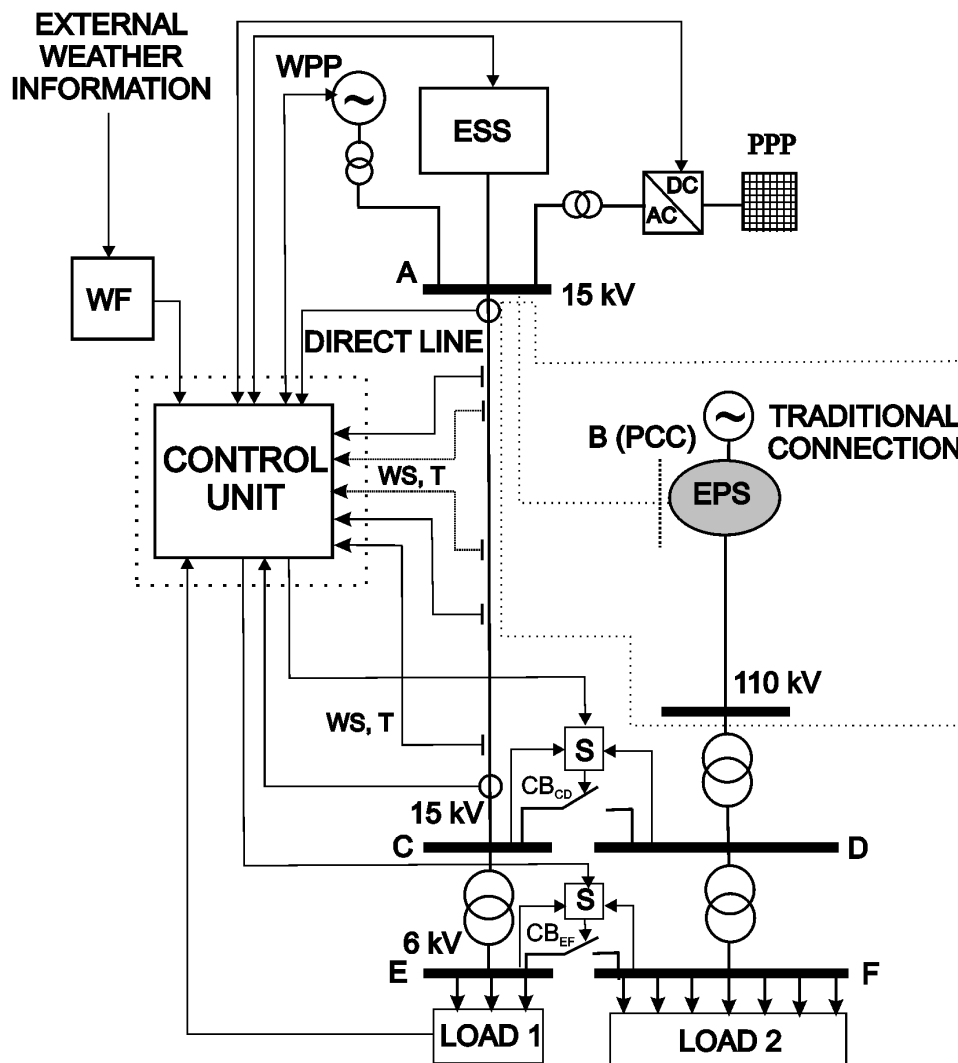 EXTERNAL
WEATHER
INFORMATION
WPP
~
ESS
PPP
DC
AC
WF
A
15 kV
DIRECT LINE
CONTROL
UNIT
WS, T
~
TRADITIONAL
CONNECTION
B (PCC)
EPS
110 kV
WS, T
S
CB_CD
15 kV
C
D
S
CB_EF
6 kV
E
F
LOAD 1
LOAD 2